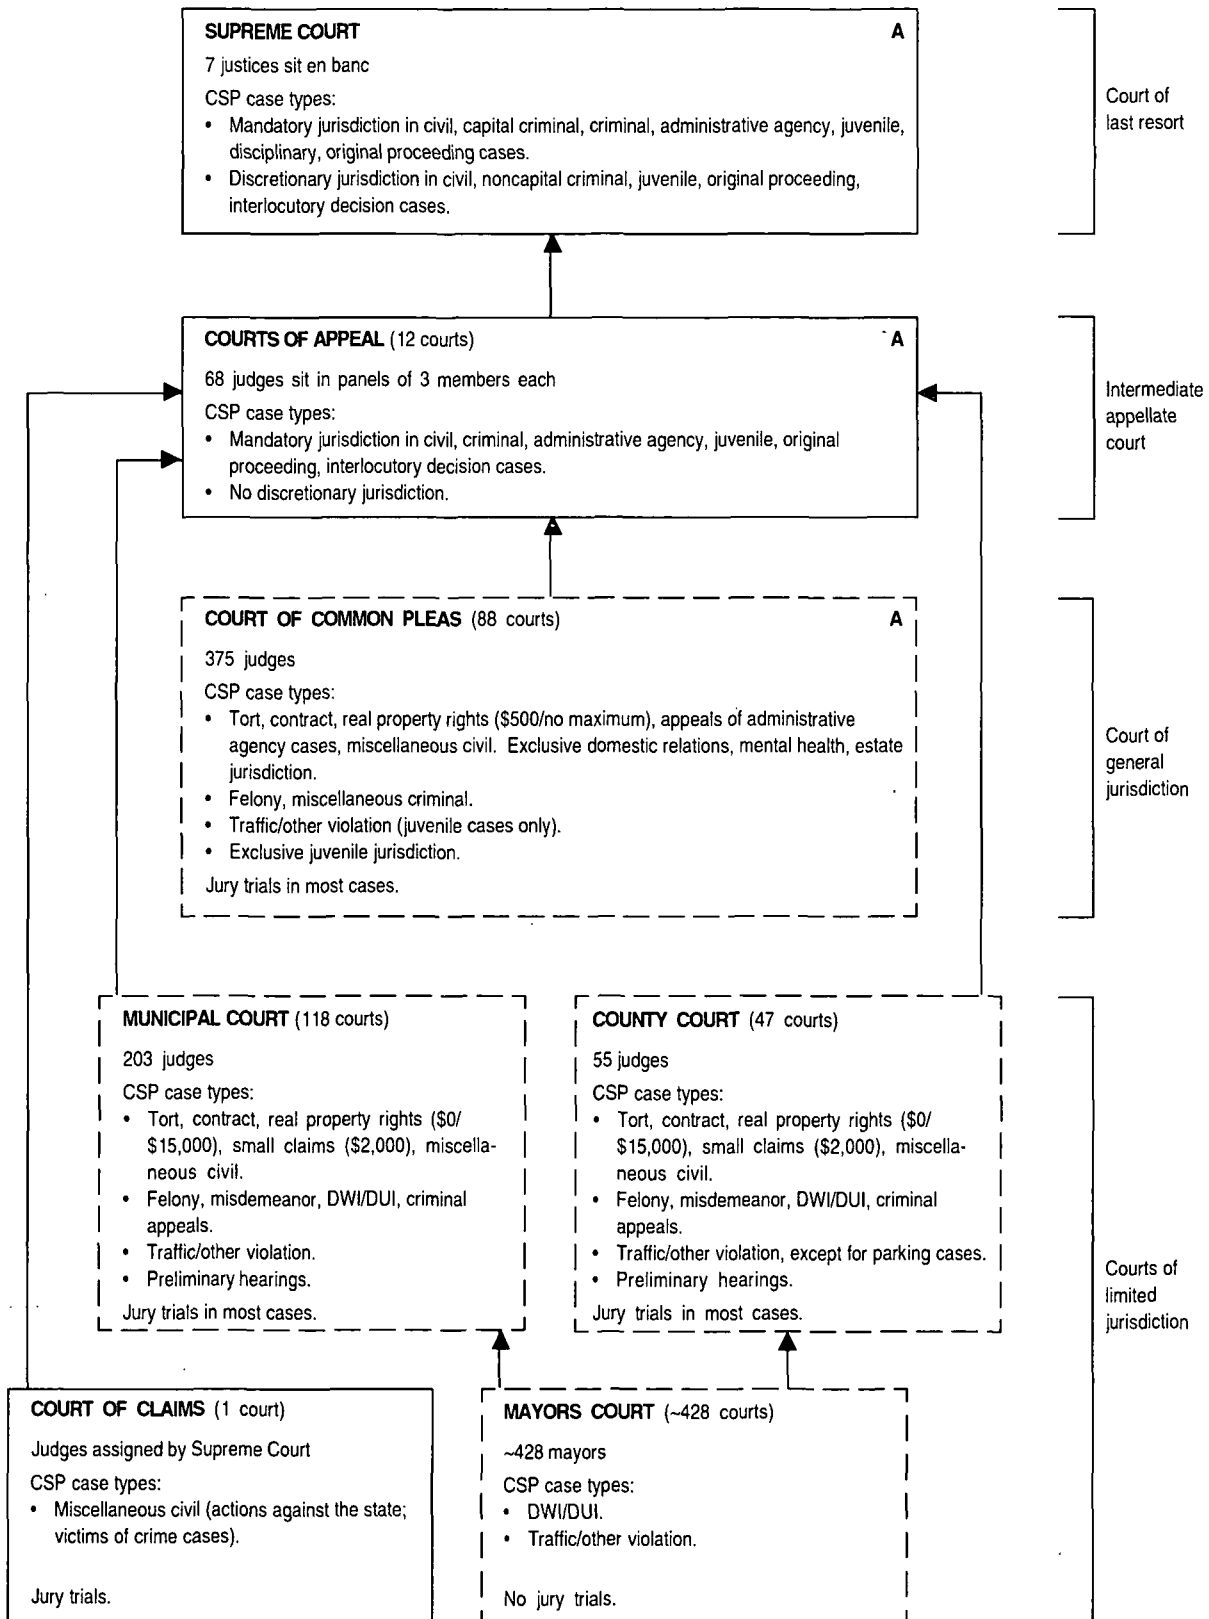 SUPREME COURT A
7 justices sit en banc
CSP case types:
• Mandatory jurisdiction in civil, capital criminal, criminal, administrative agency, juvenile,
disciplinary, original proceeding cases.
• Discretionary jurisdiction in civil, noncapital criminal, juvenile, original proceeding,
interlocutory decision cases.
Court of
last resort
COURTS OF APPEAL (12 courts) A
68 judges sit in panels of 3 members each
CSP case types:
• Mandatory jurisdiction in civil, criminal, administrative agency, juvenile, original
proceeding, interlocutory decision cases.
• No discretionary jurisdiction.
Intermediate
appellate
court
COURT OF COMMON PLEAS (88 courts) A
375 judges
CSP case types:
• Tort, contract, real property rights ($500/no maximum), appeals of administrative
agency cases, miscellaneous civil. Exclusive domestic relations, mental health, estate
jurisdiction.
• Felony, miscellaneous criminal.
• Traffic/other violation (juvenile cases only).
• Exclusive juvenile jurisdiction.
Jury trials in most cases.
Court of
general
jurisdiction
MUNICIPAL COURT (118 courts)
203 judges
CSP case types:
• Tort, contract, real property rights ($0/
$15,000), small claims ($2,000), miscella-
neous civil.
• Felony, misdemeanor, DWI/DUI, criminal
appeals.
• Traffic/other violation.
• Preliminary hearings.
Jury trials in most cases.
COUNTY COURT (47 courts)
55 judges
CSP case types:
• Tort, contract, real property rights ($0/
$15,000), small claims ($2,000), miscella-
neous civil.
• Felony, misdemeanor, DWI/DUI, criminal
appeals.
• Traffic/other violation, except for parking cases.
• Preliminary hearings.
Jury trials in most cases.
Courts of
limited
jurisdiction
COURT OF CLAIMS (1 court)
Judges assigned by Supreme Court
CSP case types:
• Miscellaneous civil (actions against the state;
victims of crime cases).
Jury trials.
MAYORS COURT (~428 courts)
~428 mayors
CSP case types:
• DWI/DUI.
• Traffic/other violation.
No jury trials.